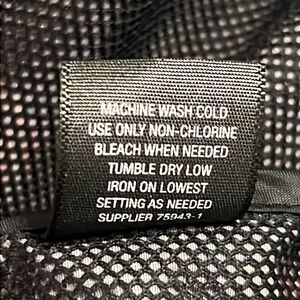 MACHINE WASH COLD
USE ONLY NON-CHLORINE
BLEACH WHEN NEEDED
TUMBLE DRY LOW
IRON ON LOWEST
SETTING AS NEEDED
SUPPLIER 75943-1